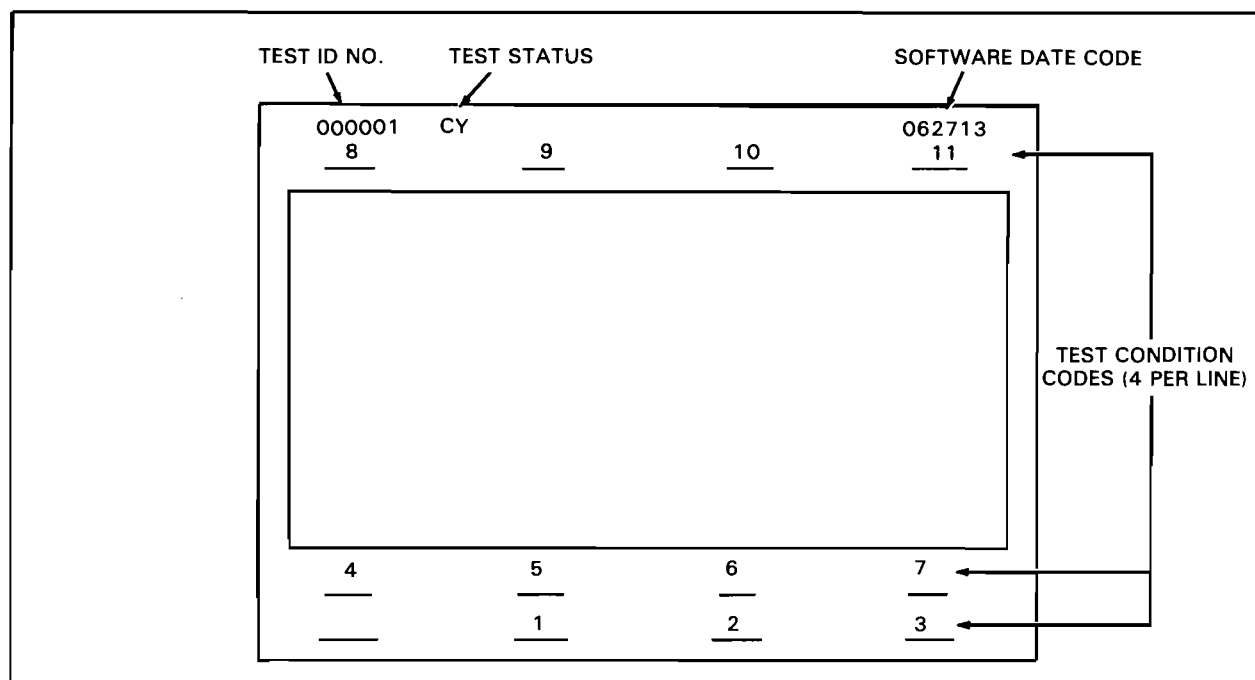 TEST ID NO. TEST STATUS SOFTWARE DATE CODE
000001 CY 062713
8 9 10 11
TEST CONDITION
CODES (4 PER LINE)
4 5 6 7
1 2 3